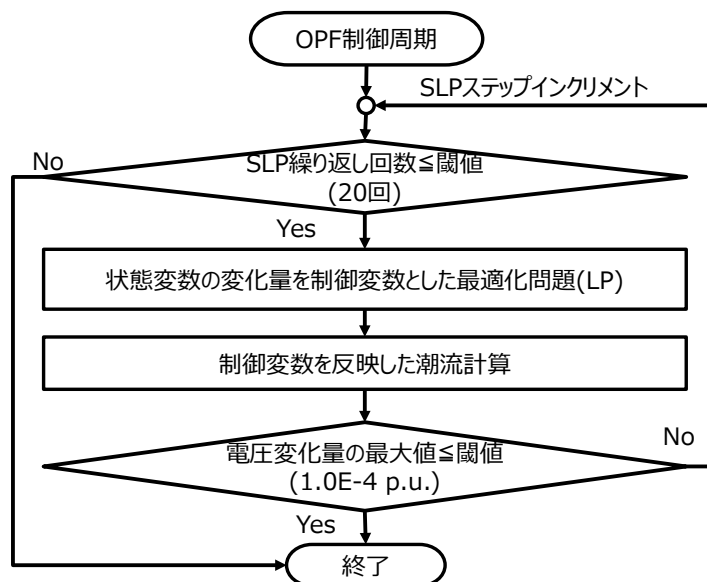 OPF制御周期
SLPステップインクリメント
No
SLP繰り返し回数≦閾値
(20回)
Yes
状態変数の変化量を制御変数とした最適化問題(LP)
制御変数を反映した潮流計算
No
電圧変化量の最大値≦閾値
(1.0E-4 p.u.)
Yes
終了